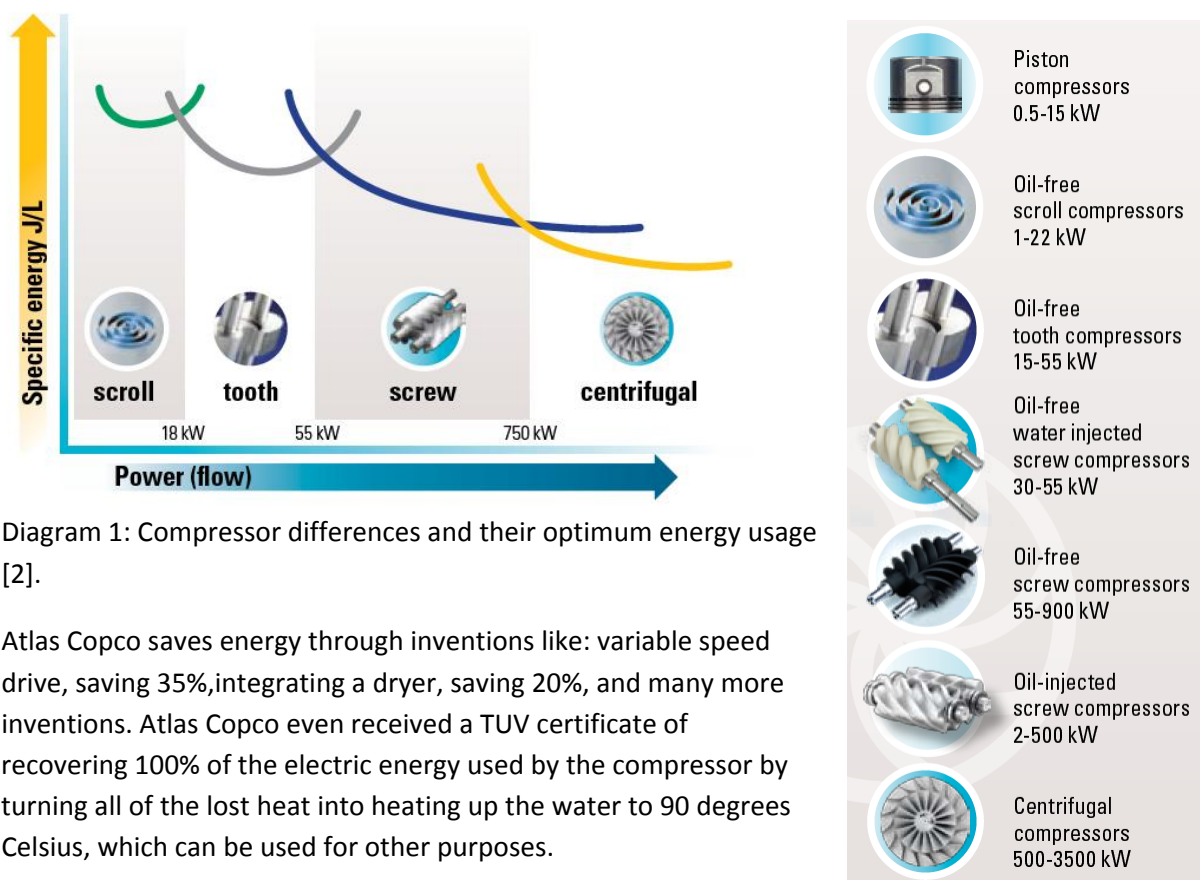 Specific energy J/L
scroll
tooth
screw
centrifugal
18 kW
55 kW
750 kW
Power (flow)
Diagram 1: Compressor differences and their optimum energy usage
[2].
Atlas Copco saves energy through inventions like: variable speed
drive, saving 35%,integrating a dryer, saving 20%, and many more
inventions. Atlas Copco even received a TUV certificate of
recovering 100% of the electric energy used by the compressor by
turning all of the lost heat into heating up the water to 90 degrees
Celsius, which can be used for other purposes.
Piston
compressors
0.5-15 kW
Oil-free
scroll compressors
1-22 kW
Oil-free
tooth compressors
15-55 kW
Oil-free
water injected
screw compressors
30-55 kW
Oil-free
screw compressors
55-900 kW
Oil-injected
screw compressors
2-500 kW
Centrifugal
compressors
500-3500 kW